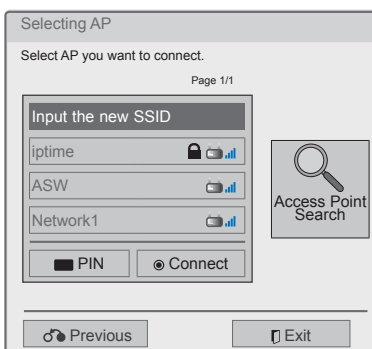 Selecting AP
Select AP you want to connect.
Page 1/1
Input the new SSID
iptime
ASW
Network1
PIN
Connect
Access Point
Search
Previous
Exit